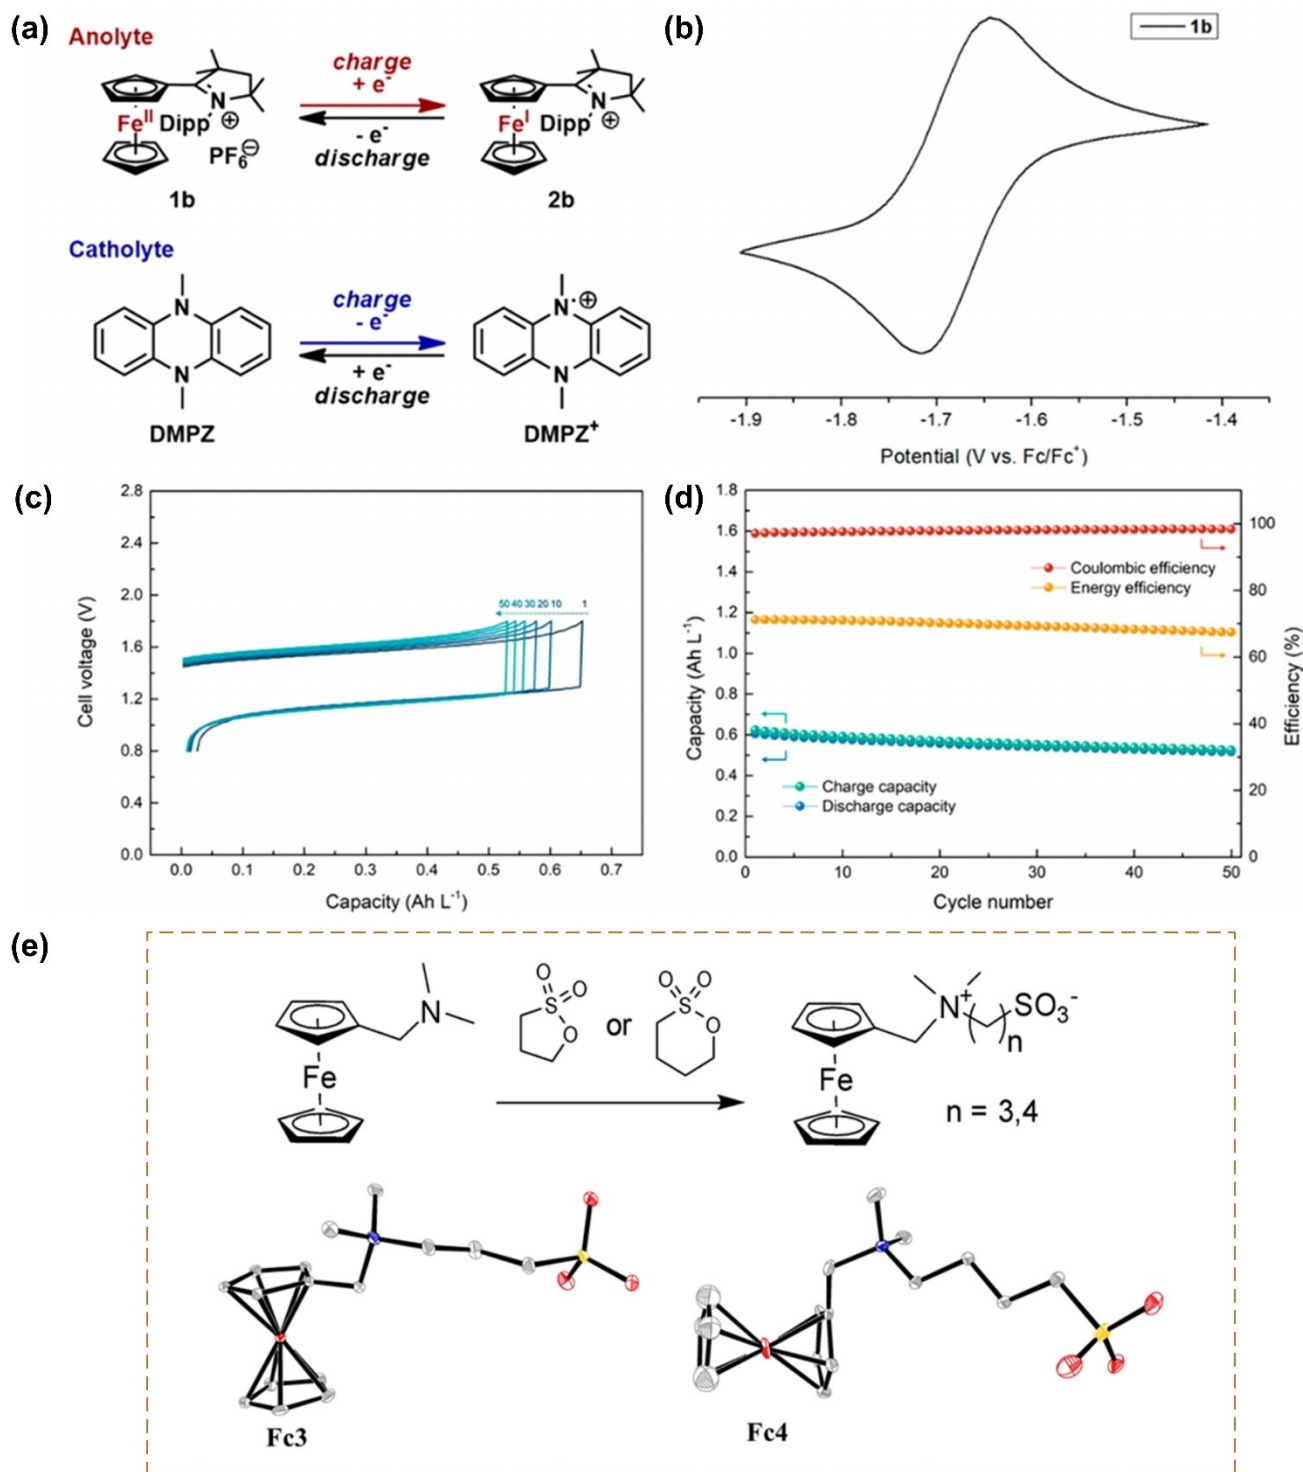 (a)
Anolyte
charge
+ e⁻
Feᴵᴵ Dipp N ⊕
PF₆⊖
- e⁻
discharge
Feᴵ Dipp N ⊕
1b
2b
Catholyte
N
N
charge
- e⁻
+ e⁻
discharge
N·⊕
N
DMPZ
DMPZ⁺
(b)
1b
-1.9 -1.8 -1.7 -1.6 -1.5 -1.4
Potential (V vs. Fc/Fc⁺)
(c)
2.8
2.4
2.0
1.6
1.2
0.8
0.4
0.0
Cell voltage (V)
50 40 30 20 10 1
0.0 0.1 0.2 0.3 0.4 0.5 0.6 0.7
Capacity (Ah L⁻¹)
(d)
1.8
1.6
1.4
1.2
1.0
0.8
0.6
0.4
0.2
0.0
Capacity (Ah L⁻¹)
Coulombic efficiency
Energy efficiency
Charge capacity
Discharge capacity
100
80
60
40
20
0
Efficiency (%)
0 10 20 30 40 50
Cycle number
(e)
N
Fe
O
S O
O
or
O O
S
O
N⁺ ( )n SO₃⁻
Fe
n = 3,4
Fc3
Fc4